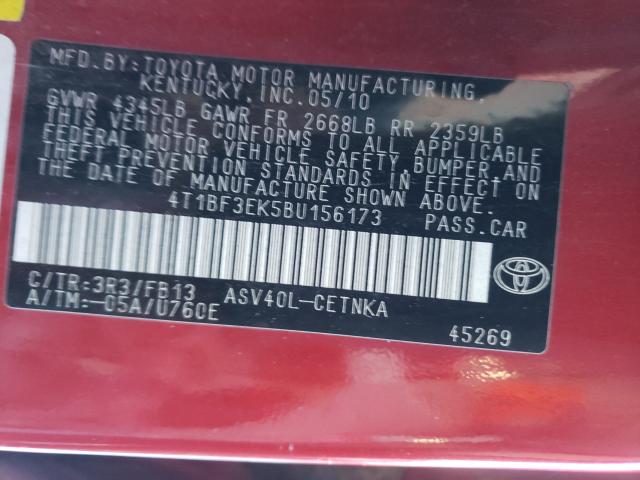 MFD.BY:TOYOTA MOTOR MANUFACTURING,
KENTUCKY,INC.05/10
GVWR 4345LB GAWR FR 2668LB RR 2359LB
THIS VEHICLE CONFORMS TO ALL APPLICABLE
FEDERAL MOTOR VEHICLE SAFETY,BUMPER,AND
THEFT PREVENTION STANDARDS IN EFFECT ON
THE DATE OF MANUFACTURE SHOWN ABOVE.
4T1BF3EK5BU156173 PASS.CAR
C/TR:3R3/FB13 ASV40L-CETNKA
A/TM:-05A/U760E
45269